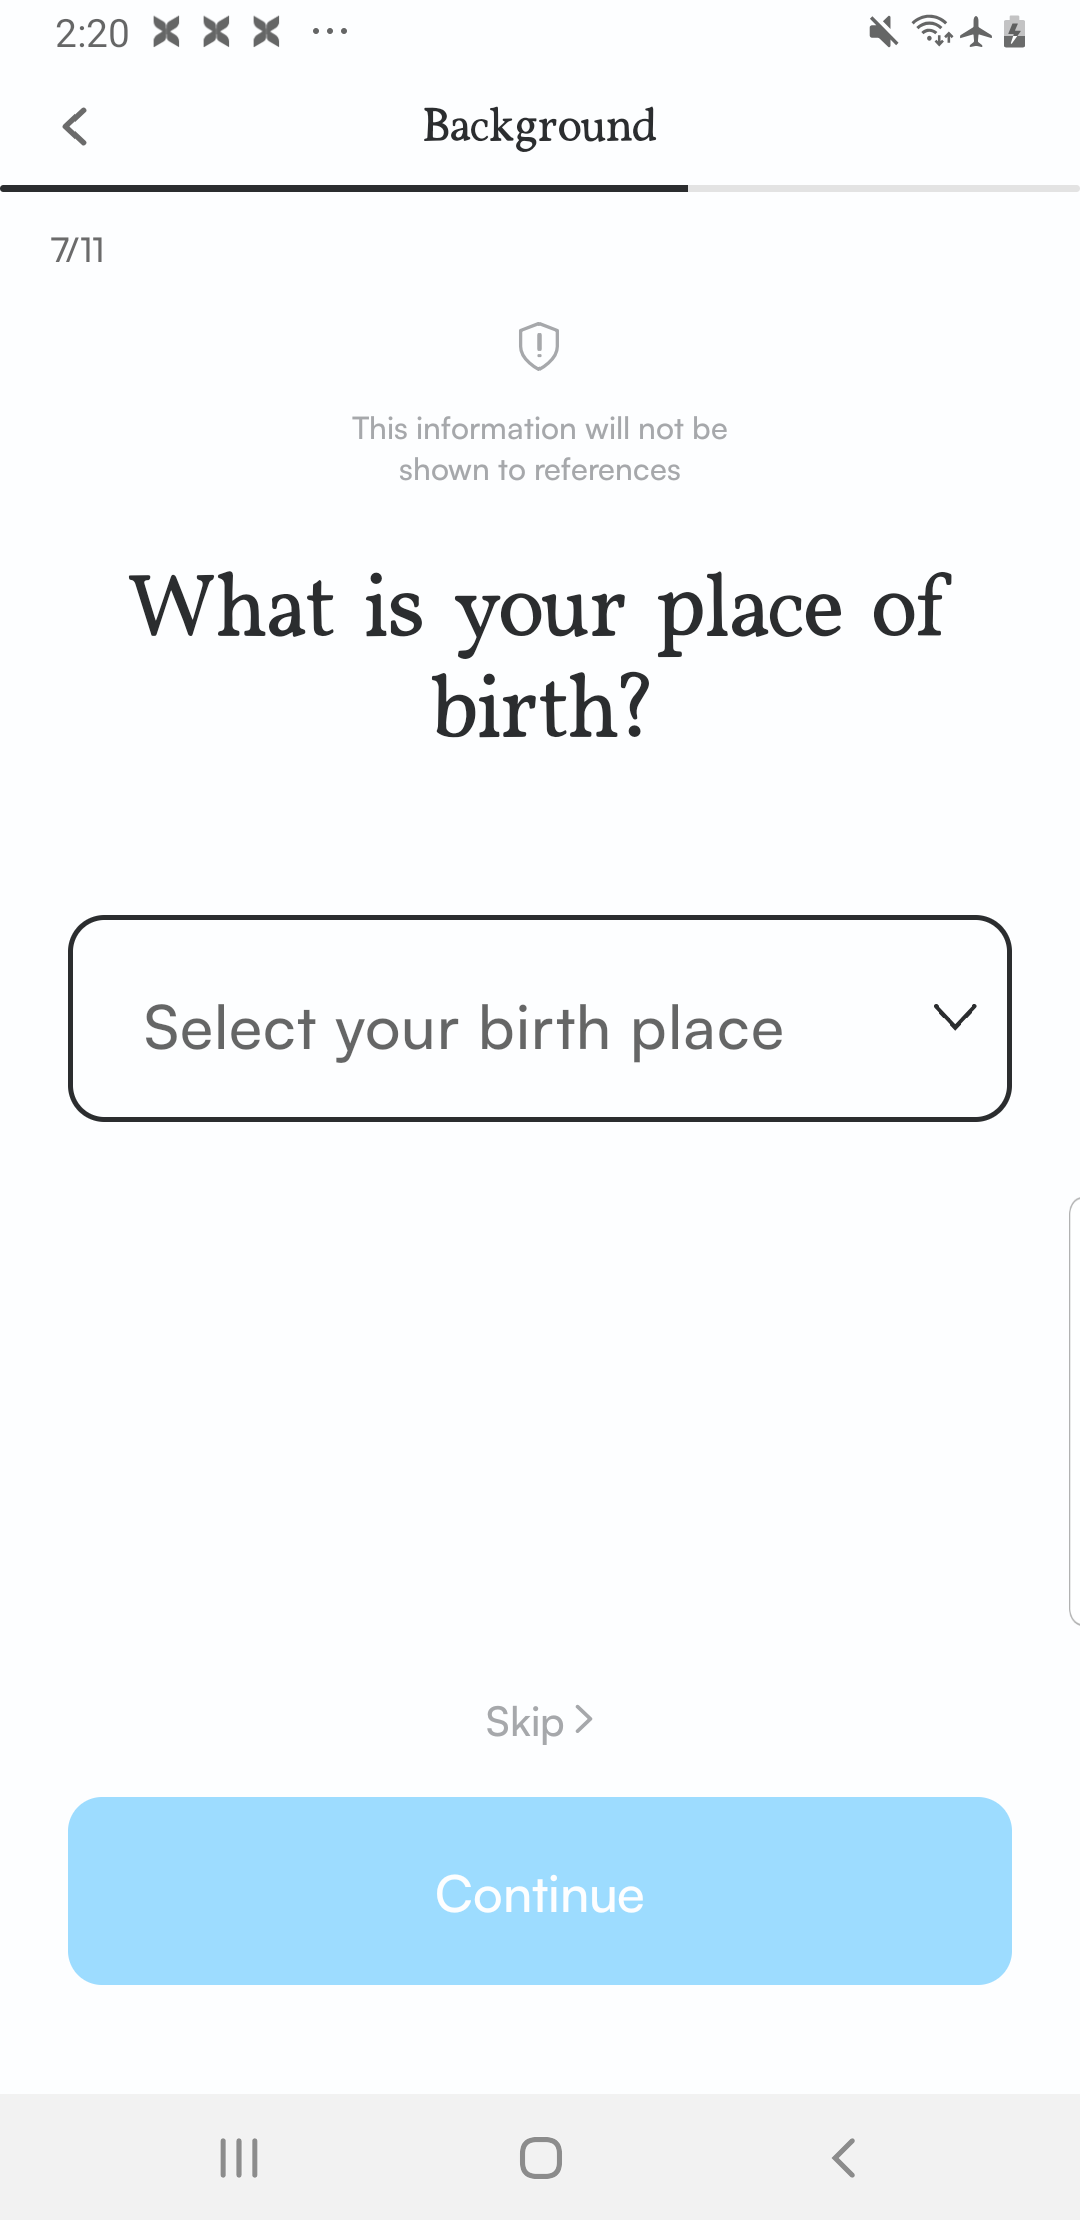 2:20
Background
7/11
This information will not be
shown to references
What is your place of
birth?
Select your birth place
Skip
Continue